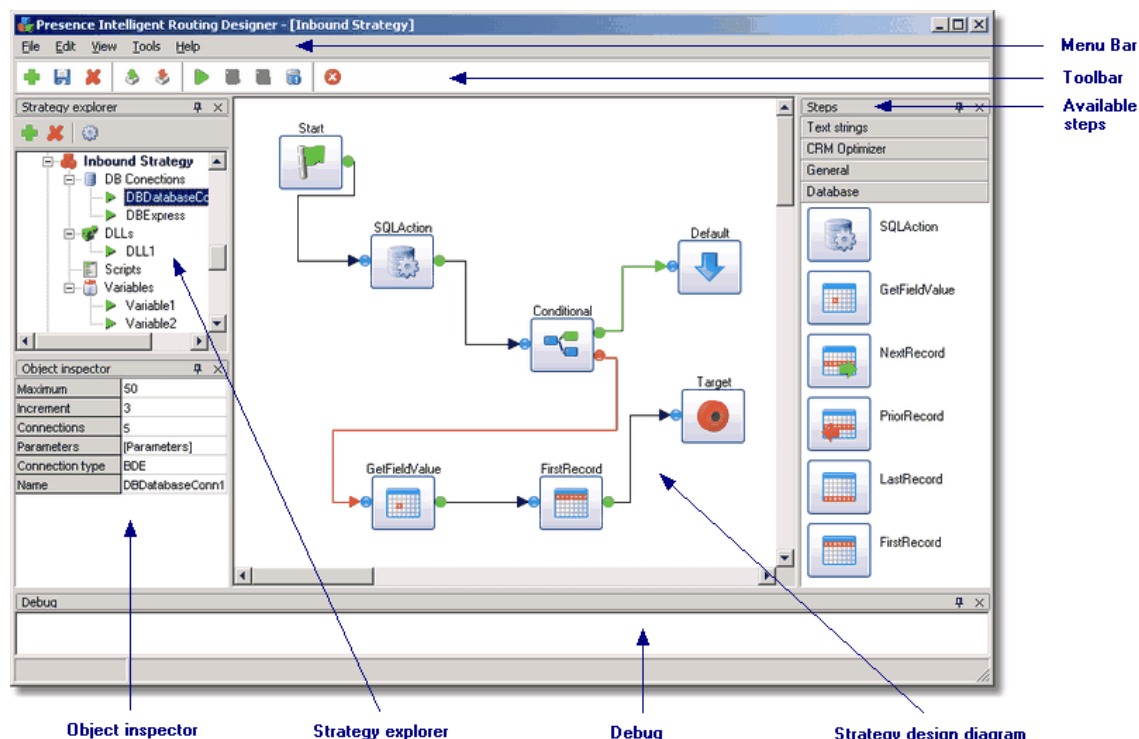 Presence Intelligent Routing Designer - [Inbound Strategy]
File Edit View Tools Help
Menu Bar
Toolbar
Available
steps
Strategy explorer
Inbound Strategy
DB Conections
DBDatabaseCo
DBExpress
DLLs
DLL1
Scripts
Variables
Variable1
Variable2
Object inspector
Maximum 50
Increment 3
Connections 5
Parameters [Parameters]
Connection type BDE
Name DBDatabaseConn1
Start
SQLAction
Default
Conditional
Target
GetFieldValue
FirstRecord
Steps
Text strings
CRM Optimizer
General
Database
SQLAction
GetFieldValue
NextRecord
PriorRecord
LastRecord
FirstRecord
Debug
Object inspector
Strategy explorer
Debug
Strategy design diagram